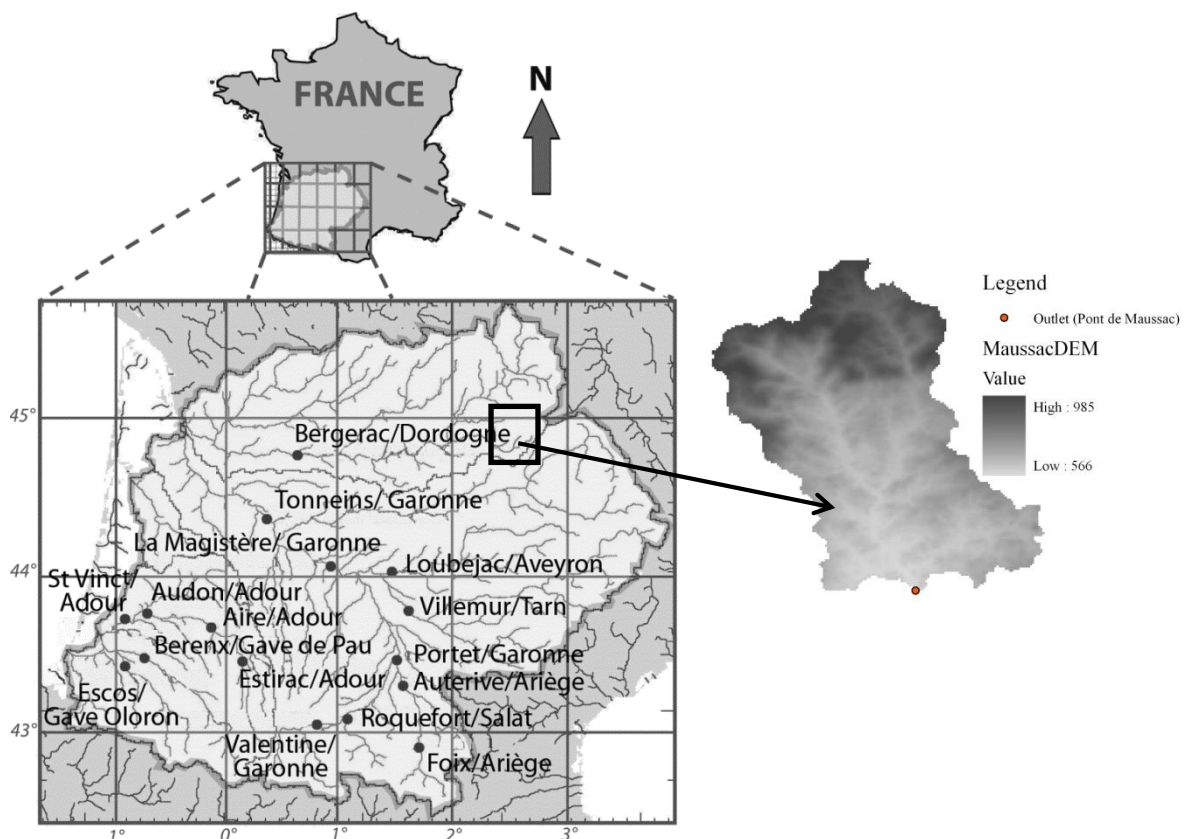 FRANCE
N
Legend
Outlet (Pont de Maussac)
MaussacDEM
Value
High : 985
Low : 566
45°
Bergerac/Dordogne
Tonneins/ Garonne
La Magistère/ Garonne
Loubejac/Aveyron
44°
St Vinct/
Adour
Audon/Adour
Villemur/Tarn
Aire/Adour
Berenx/Gave de Pau
Portet/Garonne
Estirac/Adour
Auterive/Ariège
Escos/
Gave Oloron
Roquefort/Salat
43°
Valentine/
Garonne
Foix/Ariège
1° 0° 1° 2° 3°